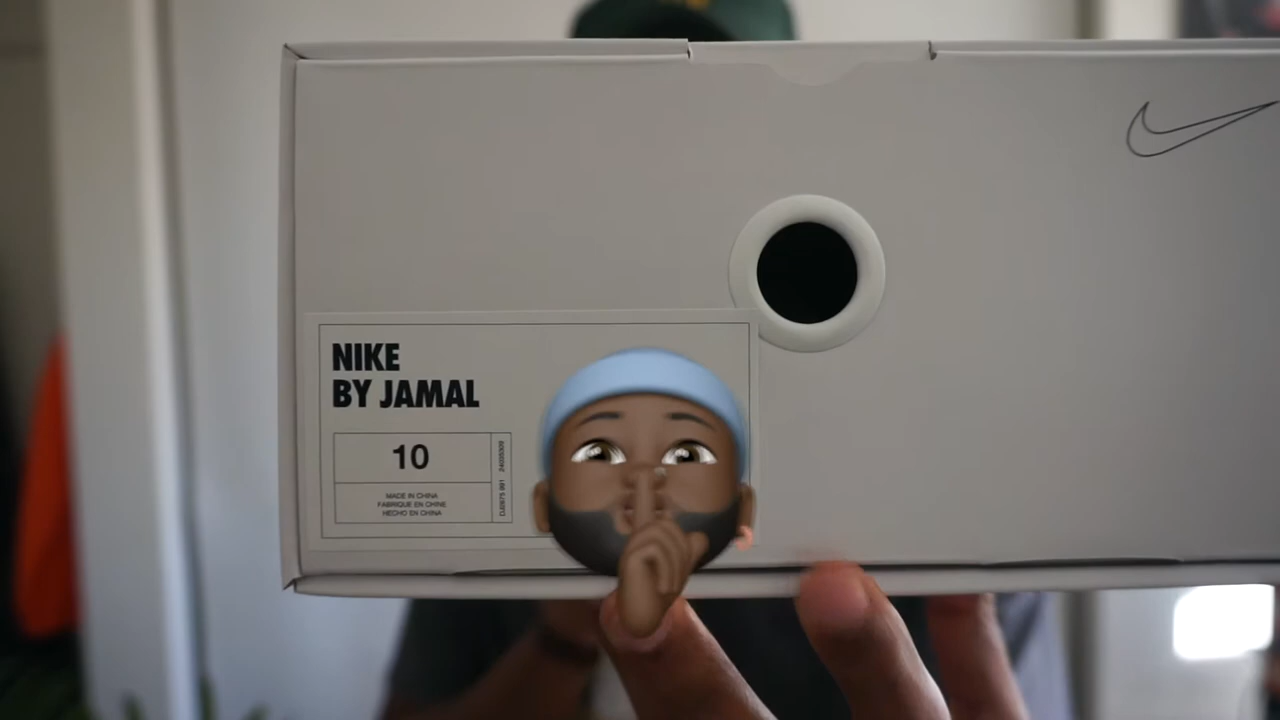 NIKE
BY JAMAL
10
MADE IN CHINA
FABRIQUE EN CHINE
HECHO EN CHINA